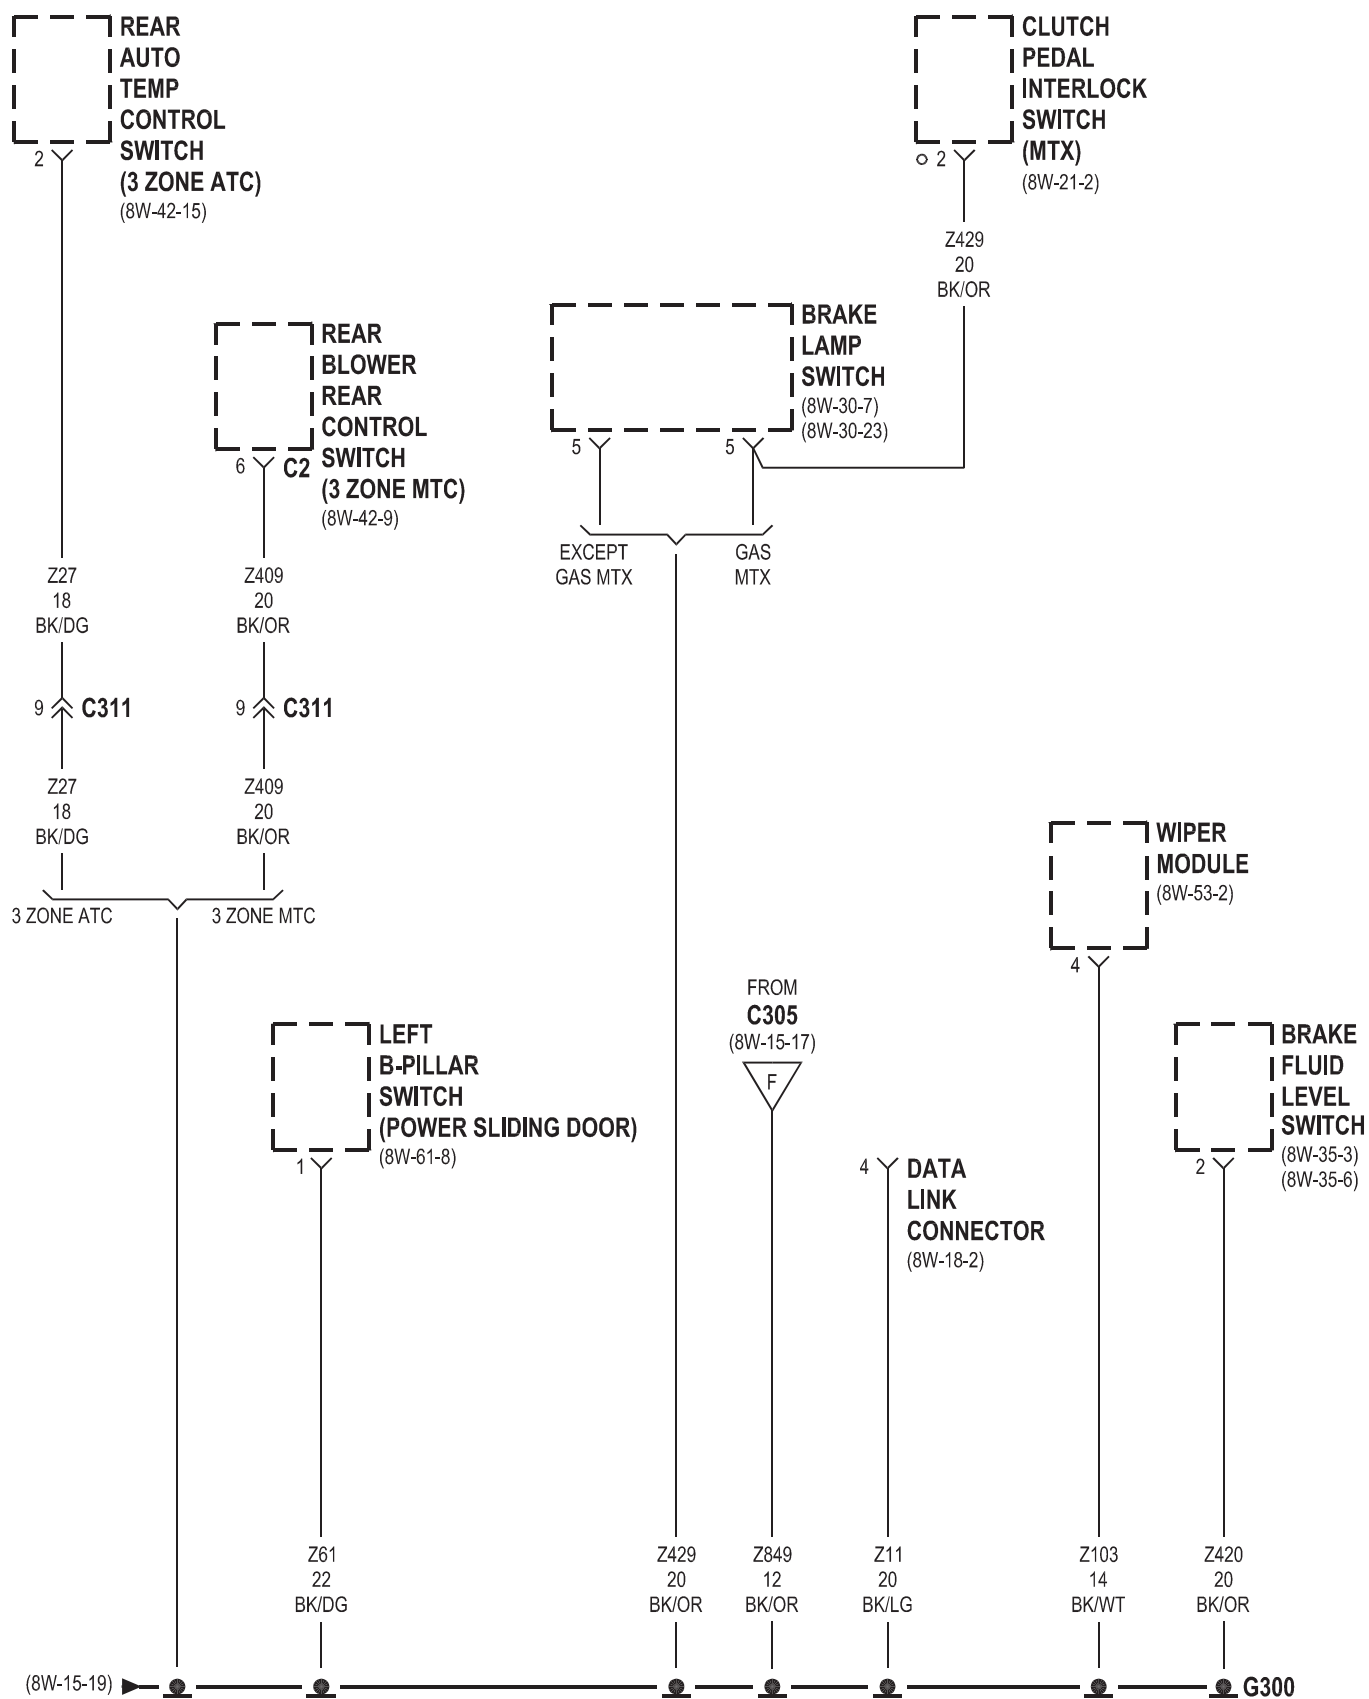 REAR
AUTO
TEMP
CONTROL
SWITCH
(3 ZONE ATC)
(8W-42-15)
2
CLUTCH
PEDAL
INTERLOCK
SWITCH
(MTX)
(8W-21-2)
2
Z429
20
BK/OR
REAR
BLOWER
REAR
CONTROL
SWITCH
(3 ZONE MTC)
(8W-42-9)
6 C2
BRAKE
LAMP
SWITCH
(8W-30-7)
(8W-30-23)
5
5
EXCEPT
GAS MTX
GAS
MTX
Z27
18
BK/DG
Z409
20
BK/OR
9 C311
9 C311
Z27
18
BK/DG
Z409
20
BK/OR
3 ZONE ATC
3 ZONE MTC
WIPER
MODULE
(8W-53-2)
4
FROM
C305
(8W-15-17)
F
LEFT
B-PILLAR
SWITCH
(POWER SLIDING DOOR)
(8W-61-8)
1
BRAKE
FLUID
LEVEL
SWITCH
(8W-35-3)
(8W-35-6)
2
4 DATA
LINK
CONNECTOR
(8W-18-2)
Z61
22
BK/DG
Z429
20
BK/OR
Z849
12
BK/OR
Z11
20
BK/LG
Z103
14
BK/WT
Z420
20
BK/OR
(8W-15-19)
G300